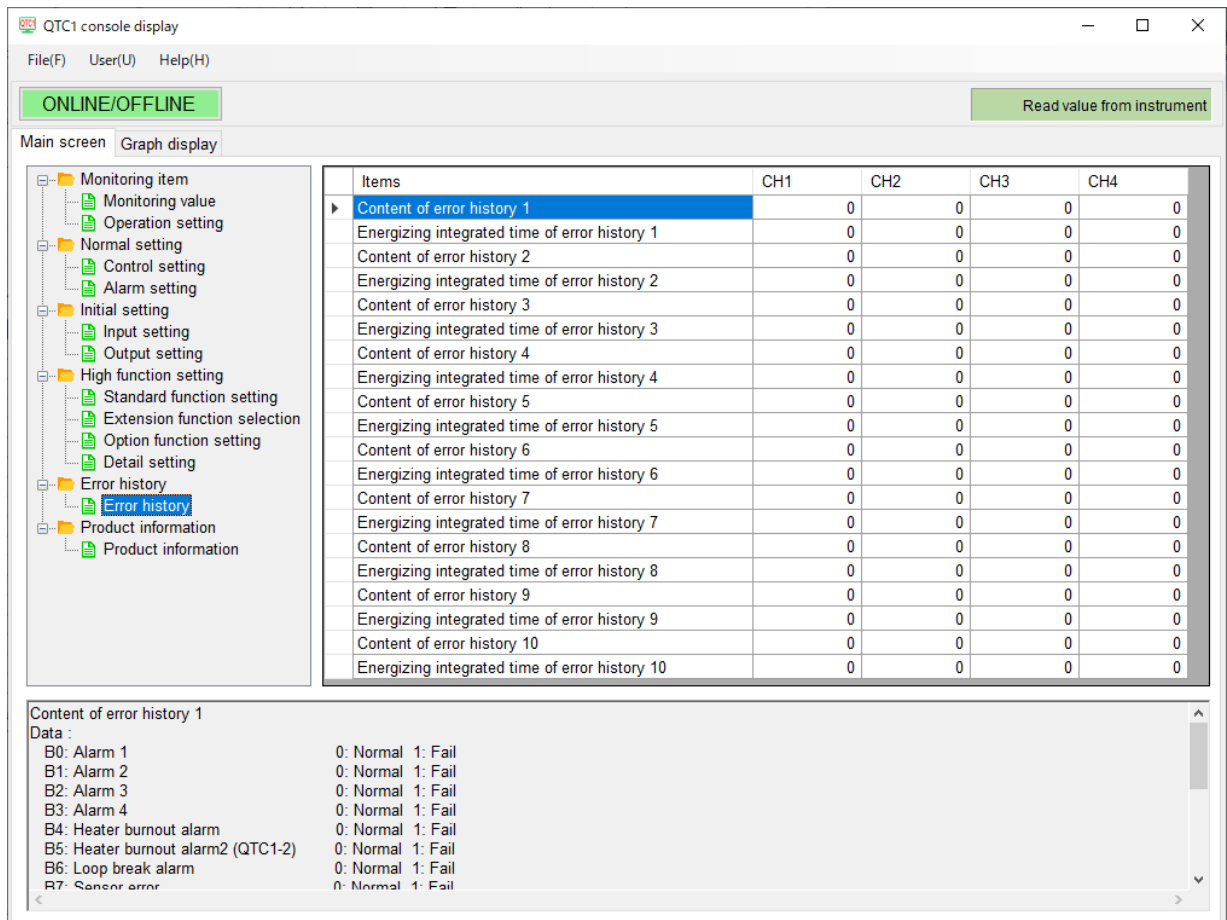 QTC1 console display
File(F) User(U) Help(H)
ONLINE/OFFLINE
Read value from instrument
Main screen Graph display
Monitoring item
Monitoring value
Operation setting
Normal setting
Control setting
Alarm setting
Initial setting
Input setting
Output setting
High function setting
Standard function setting
Extension function selection
Option function setting
Detail setting
Error history
Error history
Product information
Product information
Items CH1 CH2 CH3 CH4
Content of error history 1 0 0 0 0
Energizing integrated time of error history 1 0 0 0 0
Content of error history 2 0 0 0 0
Energizing integrated time of error history 2 0 0 0 0
Content of error history 3 0 0 0 0
Energizing integrated time of error history 3 0 0 0 0
Content of error history 4 0 0 0 0
Energizing integrated time of error history 4 0 0 0 0
Content of error history 5 0 0 0 0
Energizing integrated time of error history 5 0 0 0 0
Content of error history 6 0 0 0 0
Energizing integrated time of error history 6 0 0 0 0
Content of error history 7 0 0 0 0
Energizing integrated time of error history 7 0 0 0 0
Content of error history 8 0 0 0 0
Energizing integrated time of error history 8 0 0 0 0
Content of error history 9 0 0 0 0
Energizing integrated time of error history 9 0 0 0 0
Content of error history 10 0 0 0 0
Energizing integrated time of error history 10 0 0 0 0
Content of error history 1
Data :
B0: Alarm 1 0: Normal 1: Fail
B1: Alarm 2 0: Normal 1: Fail
B2: Alarm 3 0: Normal 1: Fail
B3: Alarm 4 0: Normal 1: Fail
B4: Heater burnout alarm 0: Normal 1: Fail
B5: Heater burnout alarm2 (QTC1-2) 0: Normal 1: Fail
B6: Loop break alarm 0: Normal 1: Fail
B7: Sensor error 0: Normal 1: Fail